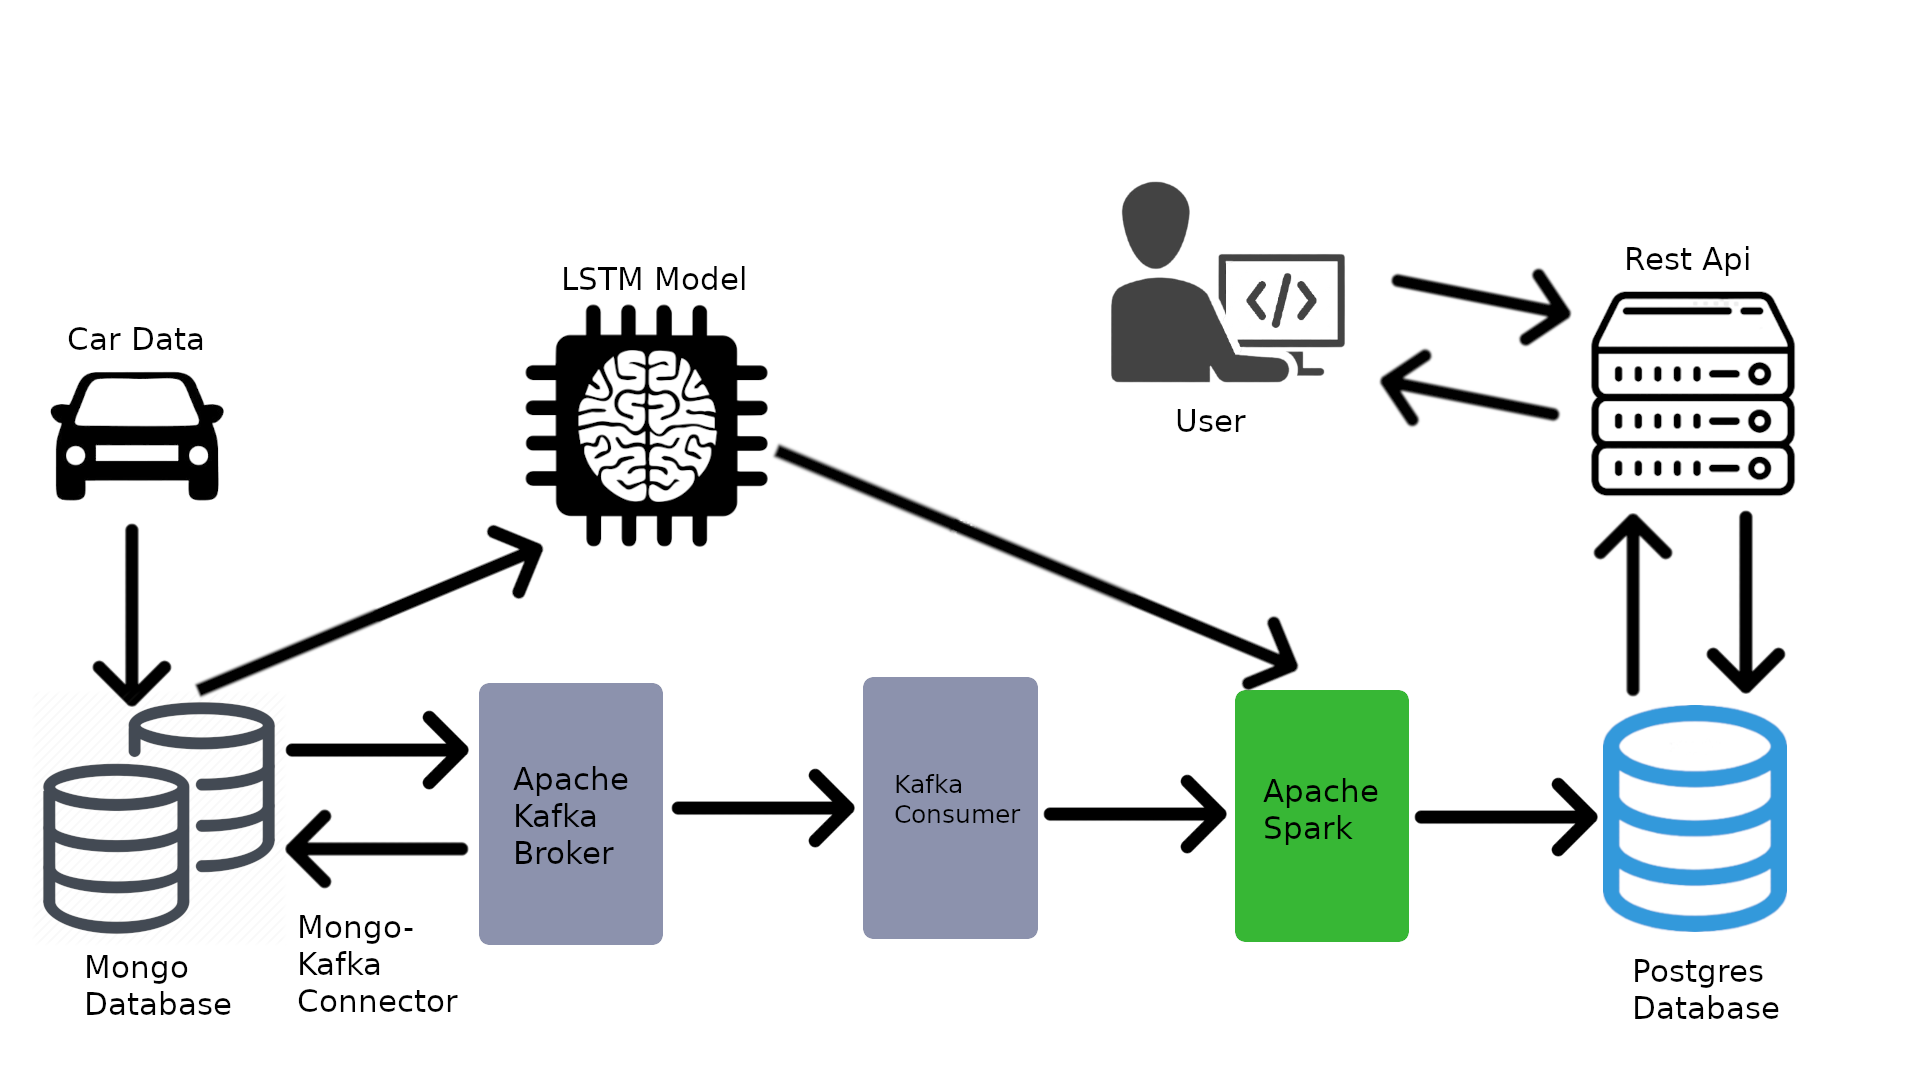 Car Data
LSTM Model
User
Rest Api
Mongo
Database
Mongo-
Kafka
Connector
Apache
Kafka
Broker
Kafka
Consumer
Apache
Spark
Postgres
Database